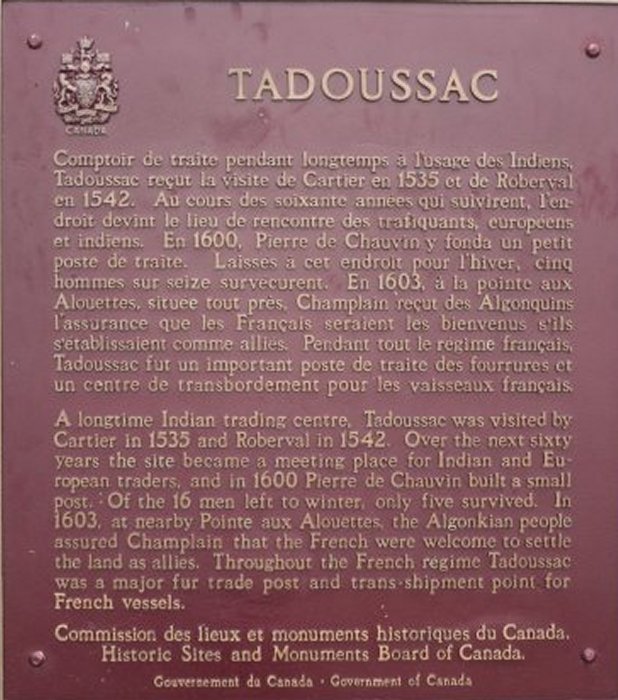 CANADA
TADOUSSAC
Comptoir de traite pendant longtemps à l'usage des Indiens,
Tadoussac reçut la visite de Cartier en 1535 et de Roberval
en 1542. Au cours des soixante années qui suivirent, l'en-
droit devint le lieu de rencontre des trafiquants, européens
et indiens. En 1600, Pierre de Chauvin y fonda un petit
poste de traite. Laissés à cet endroit pour l'hiver, cinq
hommes sur seize survécurent. En 1603, à la pointe aux
Alouettes, située tout près, Champlain reçut des Algonquins
l'assurance que les Français seraient les bienvenus s'ils
s'établissaient comme alliés. Pendant tout le régime français,
Tadoussac fut un important poste de traite des fourrures et
un centre de transbordement pour les vaisseaux français.
A longtime Indian trading centre, Tadoussac was visited by
Cartier in 1535 and Roberval in 1542. Over the next sixty
years the site became a meeting place for Indian and Eu-
ropean traders, and in 1600 Pierre de Chauvin built a small
post. Of the 16 men left to winter, only five survived. In
1603, at nearby Pointe aux Alouettes, the Algonkian people
assured Champlain that the French were welcome to settle
the land as allies. Throughout the French régime Tadoussac
was a major fur trade post and trans-shipment point for
French vessels.
Commission des lieux et monuments historiques du Canada.
Historic Sites and Monuments Board of Canada.
Gouvernement du Canada · Government of Canada